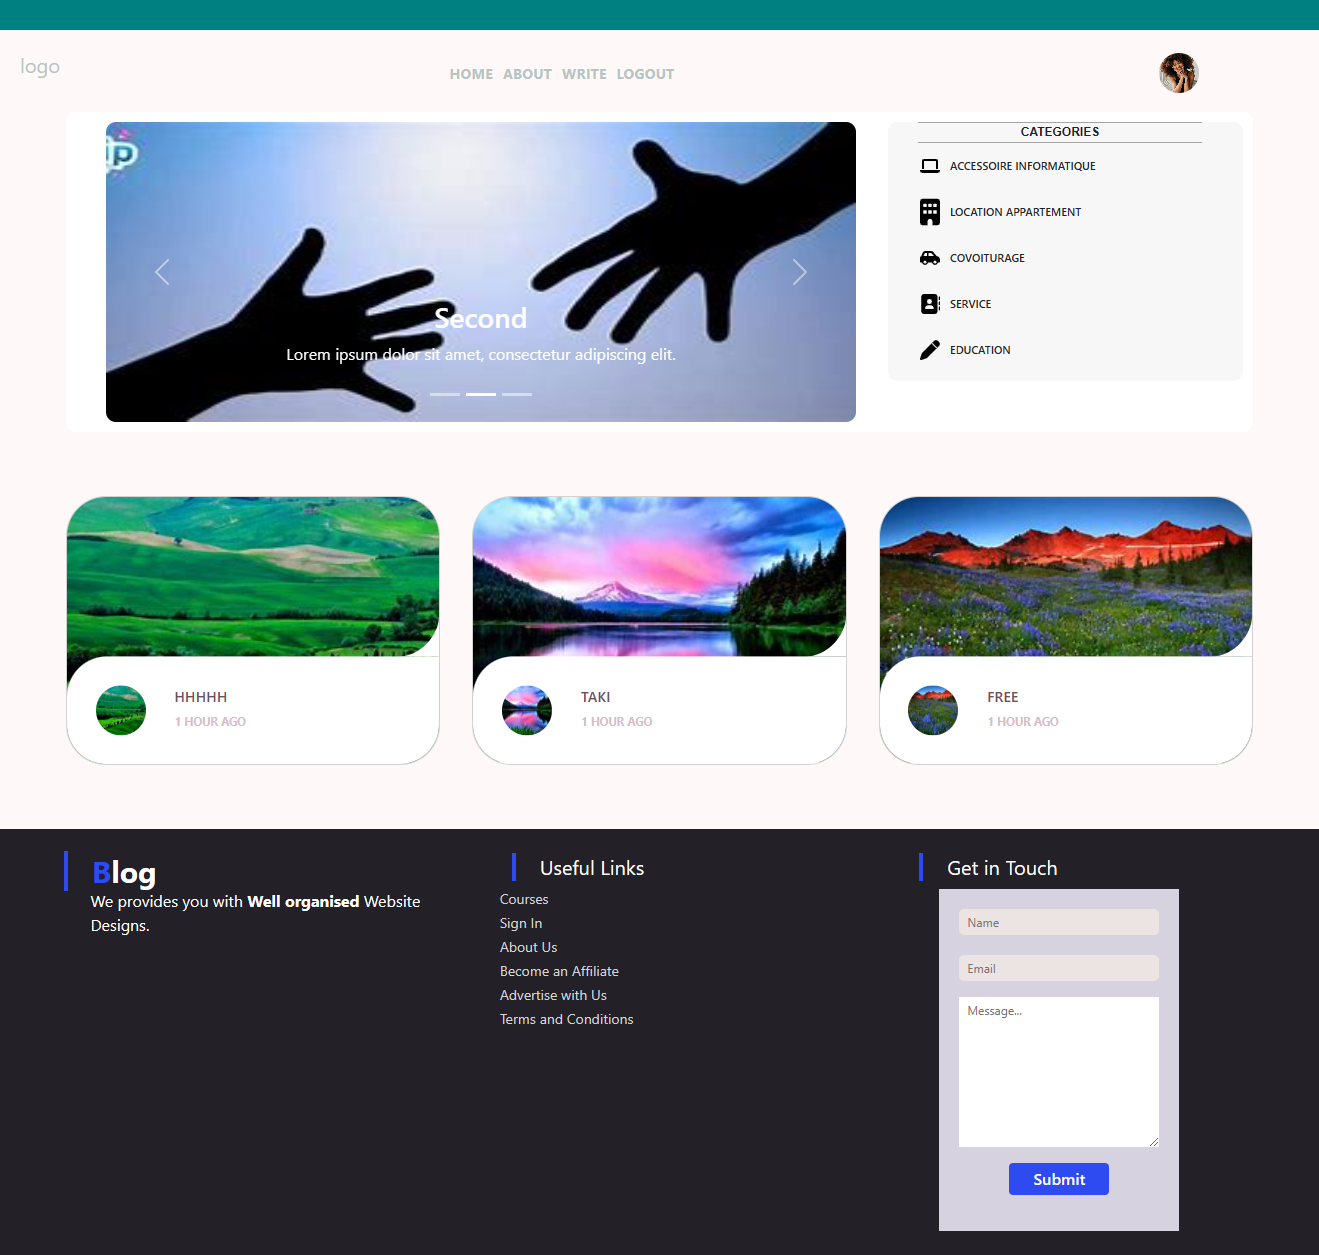 logo
HOME ABOUT WRITE LOGOUT
Second
Lorem ipsum dolor sit amet, consectetur adipiscing elit.
CATEGORIES
ACCESSOIRE INFORMATIQUE
LOCATION APPARTEMENT
COVOITURAGE
SERVICE
EDUCATION
HHHHH
1 HOUR AGO
TAKI
1 HOUR AGO
FREE
1 HOUR AGO
Blog
We provides you with Well organised Website
Designs.
Useful Links
Courses
Sign In
About Us
Become an Affiliate
Advertise with Us
Terms and Conditions
Get in Touch
Name
Email
Message...
Submit